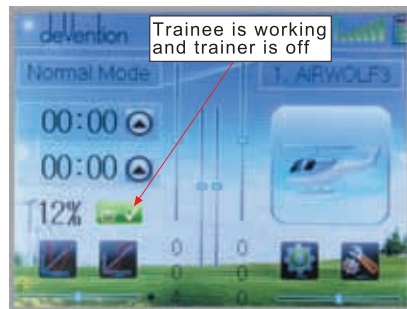 Trainee is working
and trainer is off
devention
Normal Mode
1. AiRWOLF3
00:00
00:00
12%
0 0
0 0
0